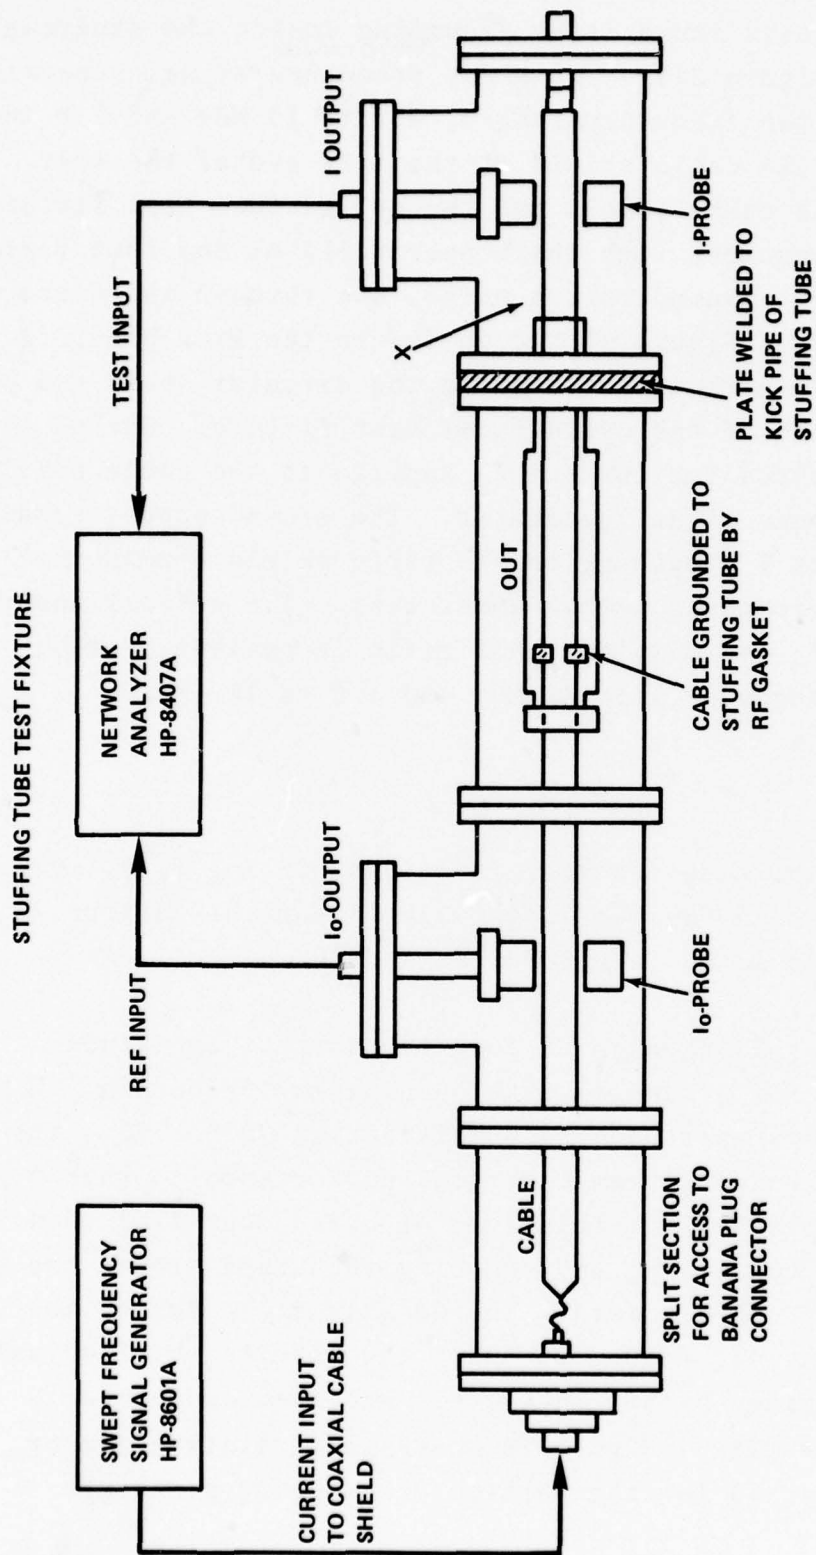 STUFFING TUBE TEST FIXTURE
SWEPT FREQUENCY
SIGNAL GENERATOR
HP-8601A
NETWORK
ANALYZER
HP-8407A
REF INPUT
TEST INPUT
CURRENT INPUT
TO COAXIAL CABLE
SHIELD
I₀-OUTPUT
I OUTPUT
X
CABLE
OUT
SPLIT SECTION
FOR ACCESS TO
BANANA PLUG
CONNECTOR
I₀-PROBE
CABLE GROUNDED TO
STUFFING TUBE BY
RF GASKET
PLATE WELDED TO
KICK PIPE OF
STUFFING TUBE
I-PROBE